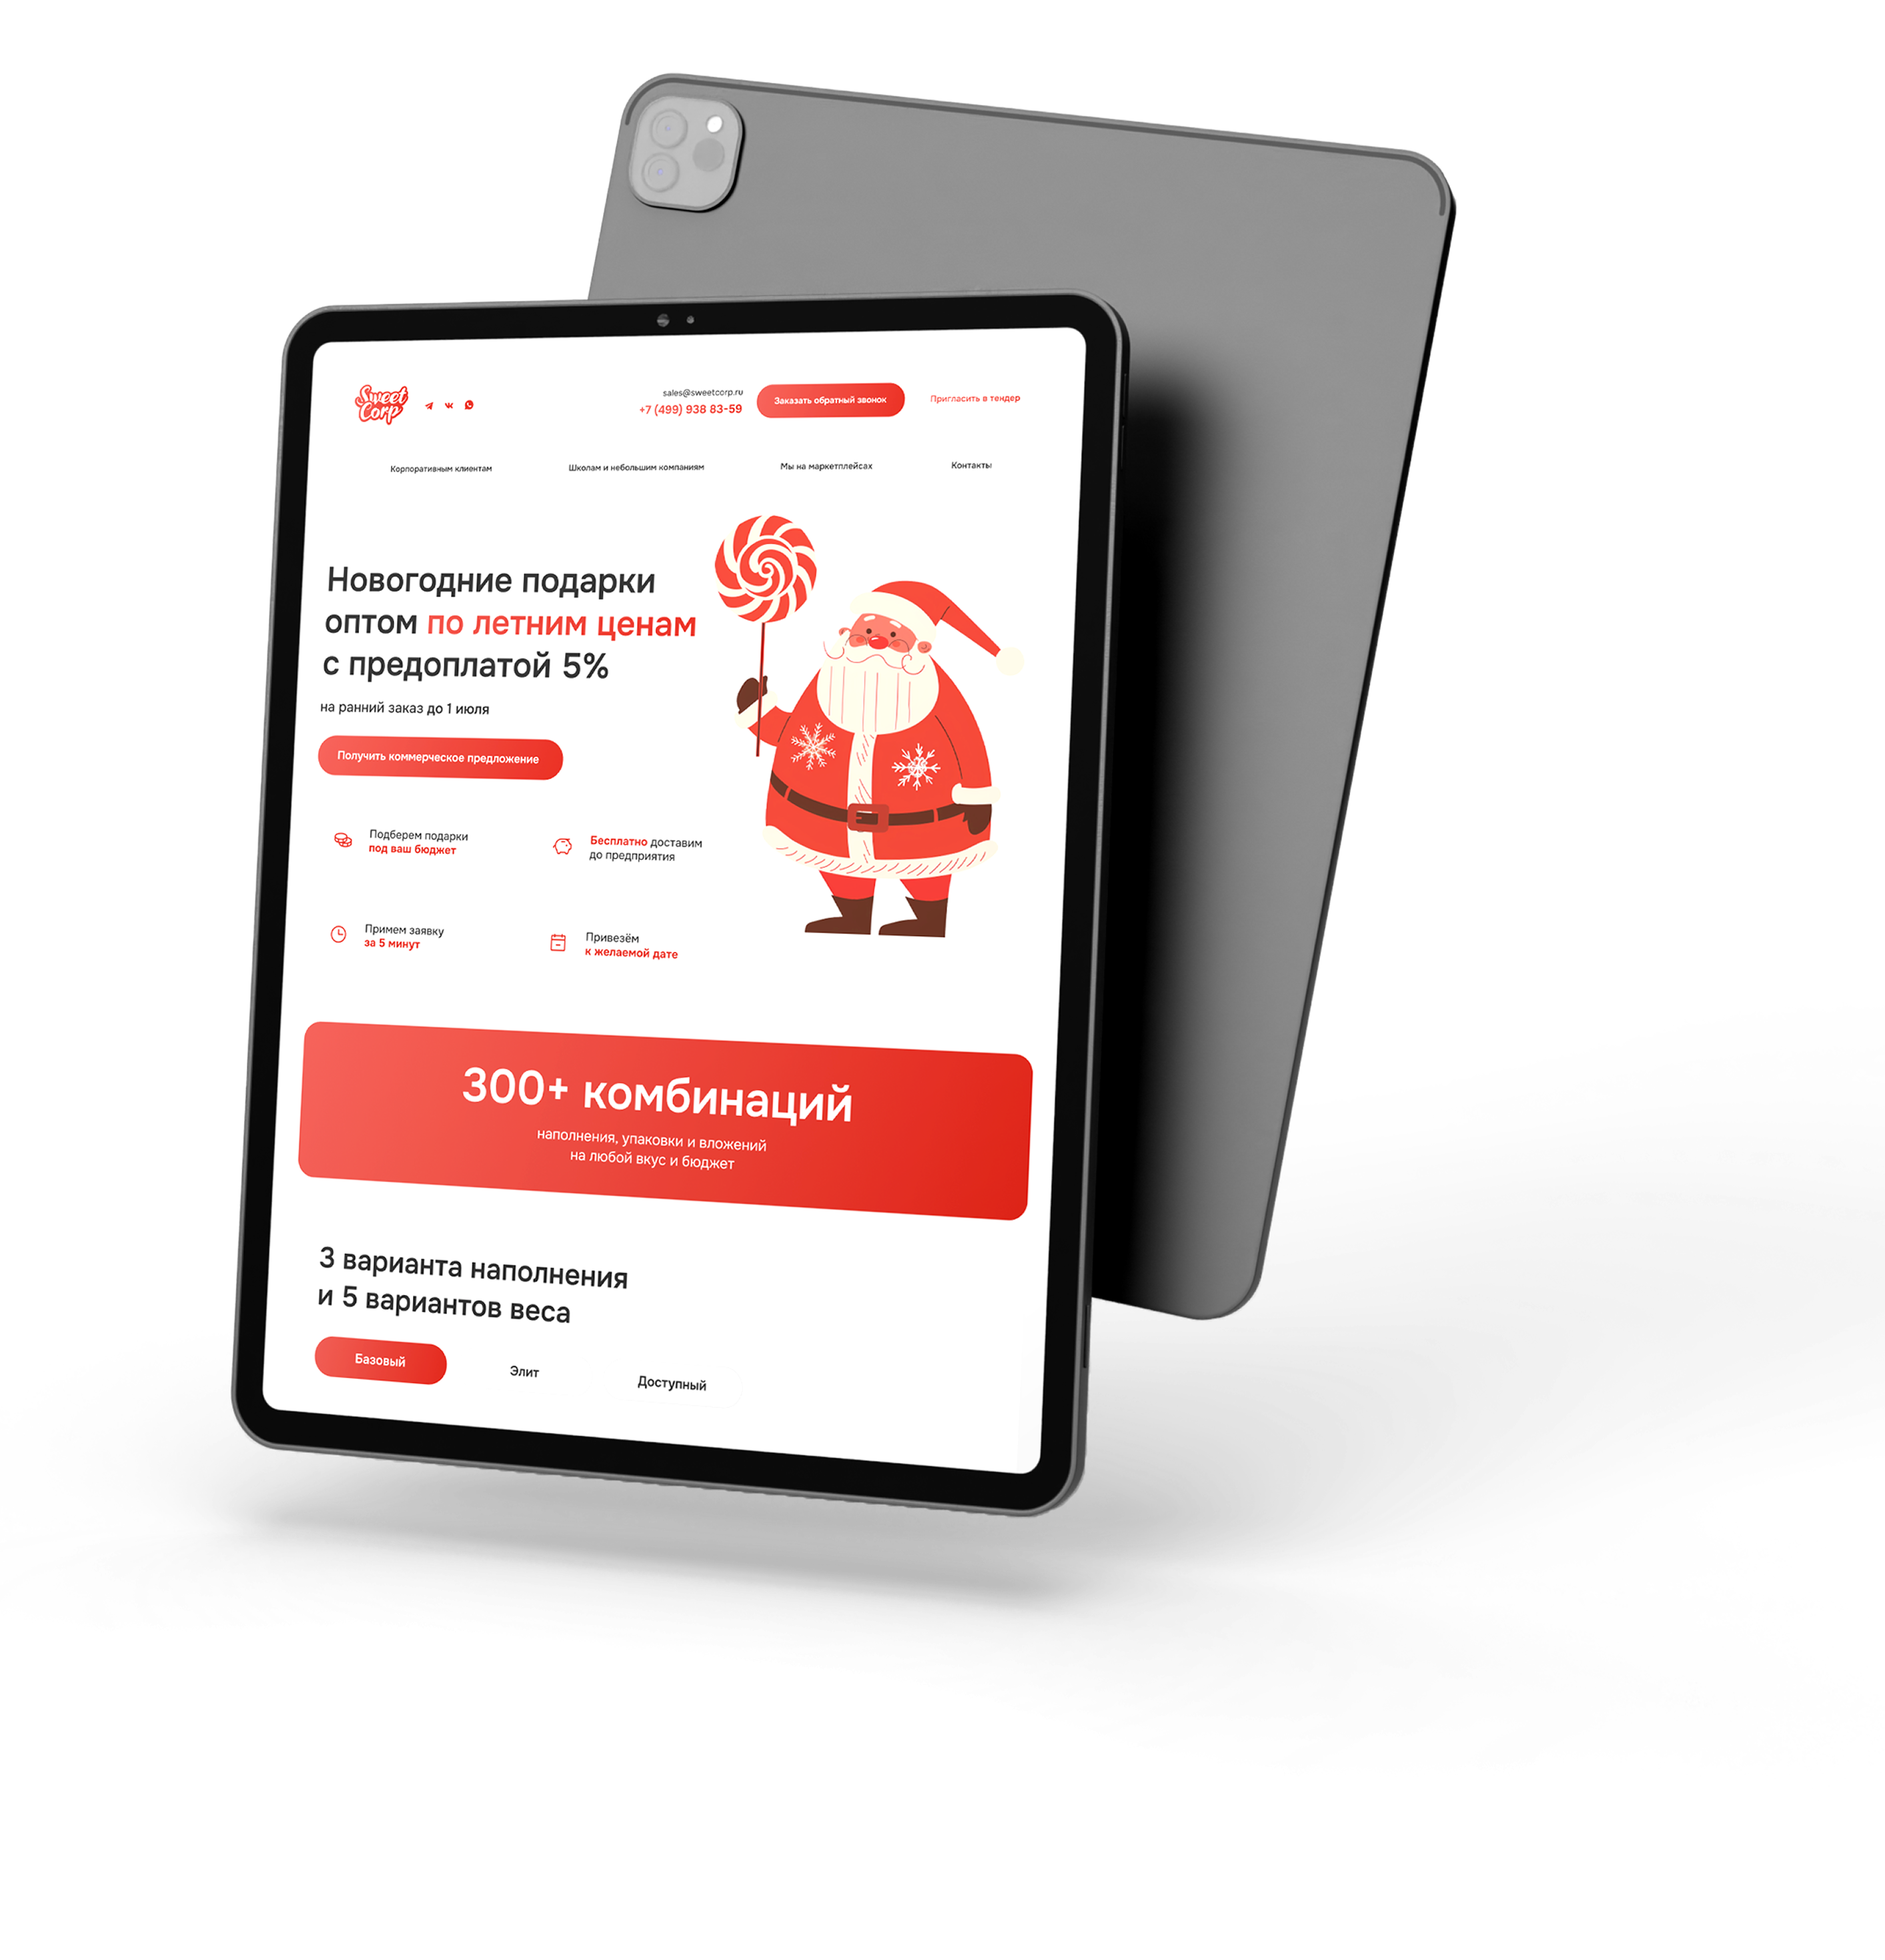 Sweet
Corp
sales@sweetcorp.ru
+7 (499) 938 83-59
Заказать обратный звонок
Пригласить в тендер
Корпоративным клиентам
Школам и небольшим компаниям
Мы на маркетплейсах
Контакты
Новогодние подарки
оптом по летним ценам
с предоплатой 5%
на ранний заказ до 1 июля
Получить коммерческое предложение
Подберем подарки
под ваш бюджет
Бесплатно доставим
до предприятия
Примем заявку
за 5 минут
Привезём
к желаемой дате
300+ комбинаций
наполнения, упаковки и вложений
на любой вкус и бюджет
3 варианта наполнения
и 5 вариантов веса
Базовый
Элит
Доступный